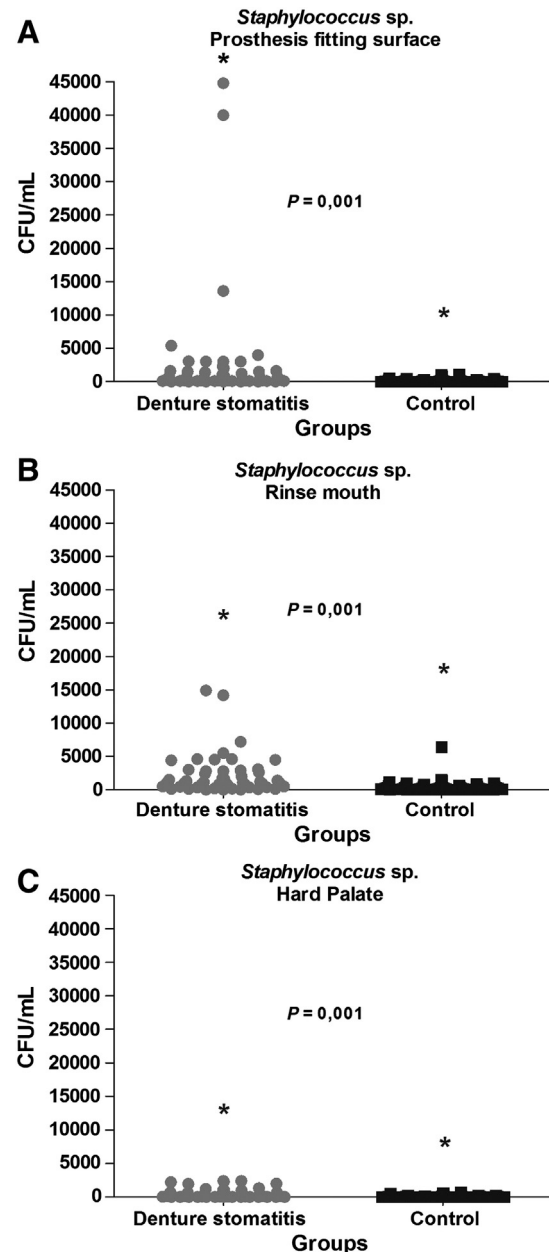 A
Staphylococcus sp.
Prosthesis fitting surface
*
45000
40000
35000
30000
25000
20000
15000
10000
5000
0
CFU/mL
P = 0,001
*
Denture stomatitis
Control
Groups
B
Staphylococcus sp.
Rinse mouth
45000
40000
35000
30000
25000
20000
15000
10000
5000
0
CFU/mL
*
P = 0,001
*
Denture stomatitis
Control
Groups
C
Staphylococcus sp.
Hard Palate
45000
40000
35000
30000
25000
20000
15000
10000
5000
0
CFU/mL
P = 0,001
*
*
Denture stomatitis
Control
Groups